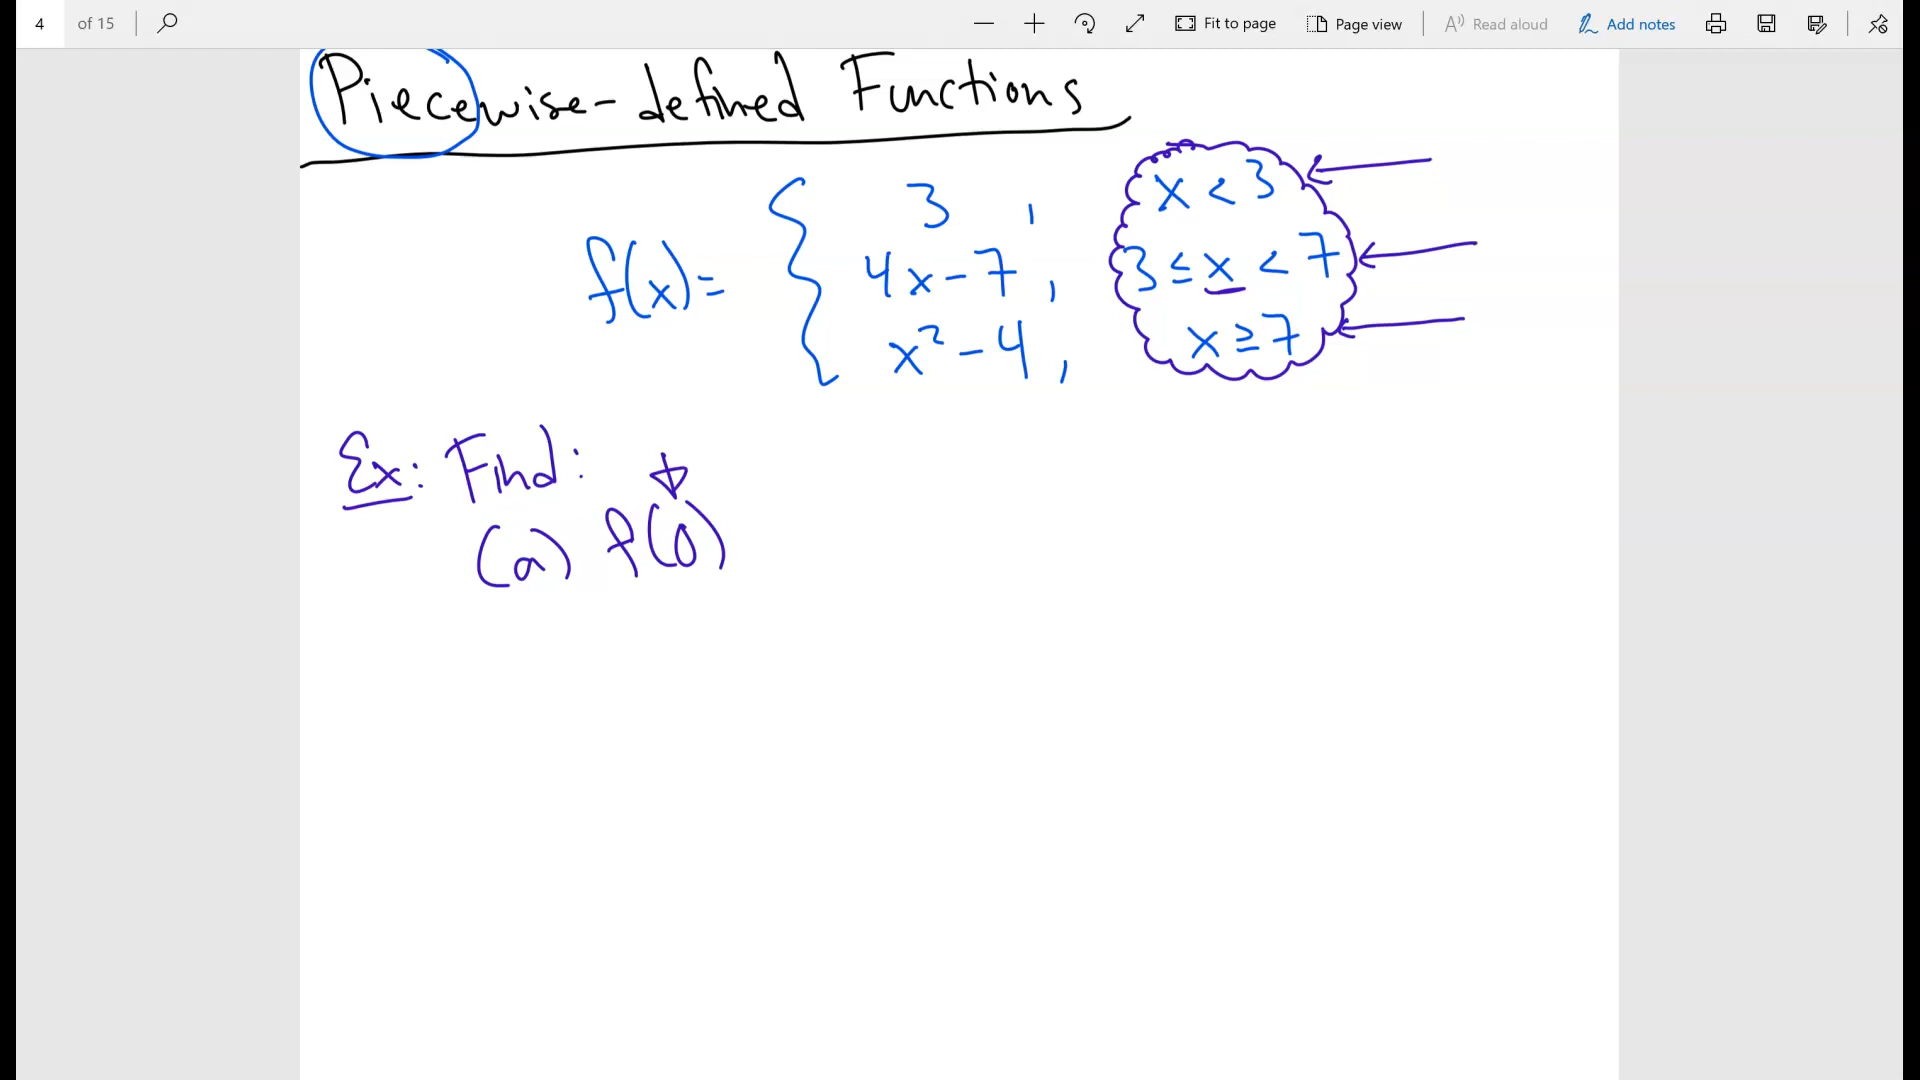 4 of 15 Fit to page Page view Read aloud Add notes
Piecewise-defined Functions
f(x)= { 3 , x < 3
4x-7 , 3 ≤ x < 7
x²-4 , x ≥ 7
Ex: Find:
(a) f(0)